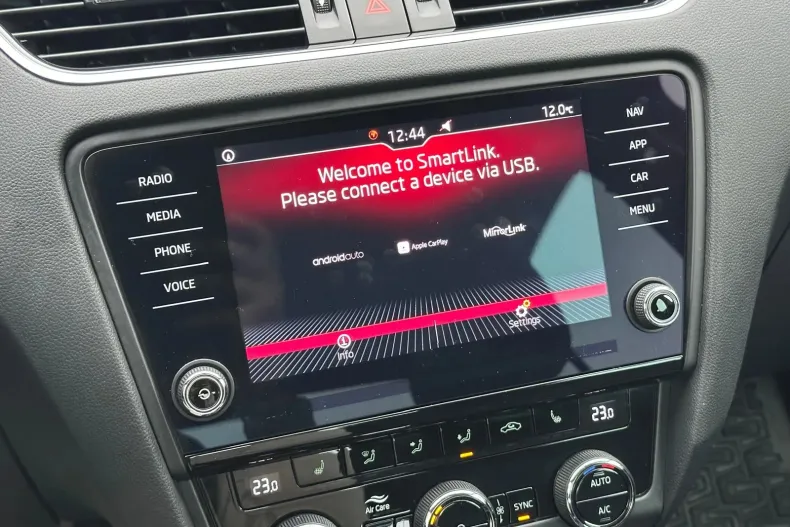 12:44
12.0°C
Welcome to SmartLink.
Please connect a device via USB.
androidauto
Apple CarPlay
MirrorLink
Info
Settings
RADIO
MEDIA
PHONE
VOICE
NAV
APP
CAR
MENU
23.0
23.0
Air Care
SYNC
AUTO
A/C